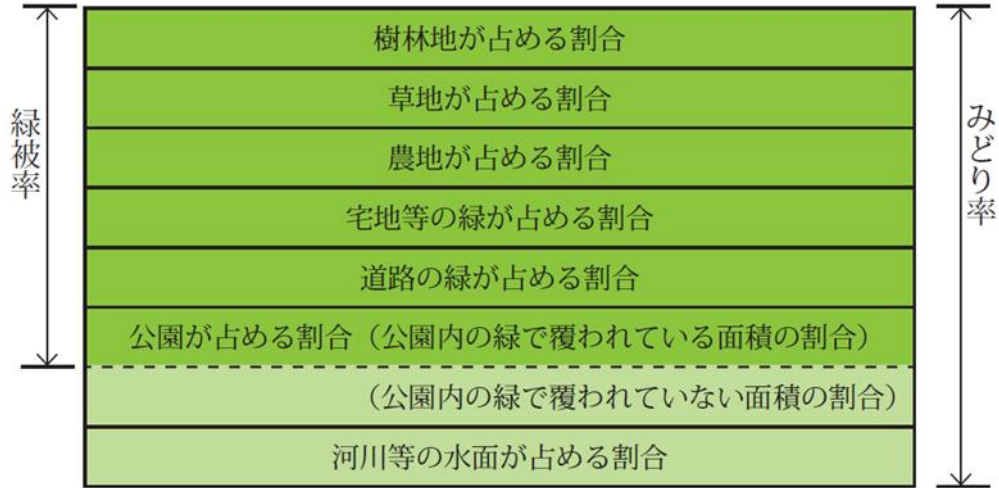 緑被率
樹林地が占める割合
草地が占める割合
農地が占める割合
宅地等の緑が占める割合
道路の緑が占める割合
公園が占める割合（公園内の緑で覆われている面積の割合）
（公園内の緑で覆われていない面積の割合）
河川等の水面が占める割合
みどり率